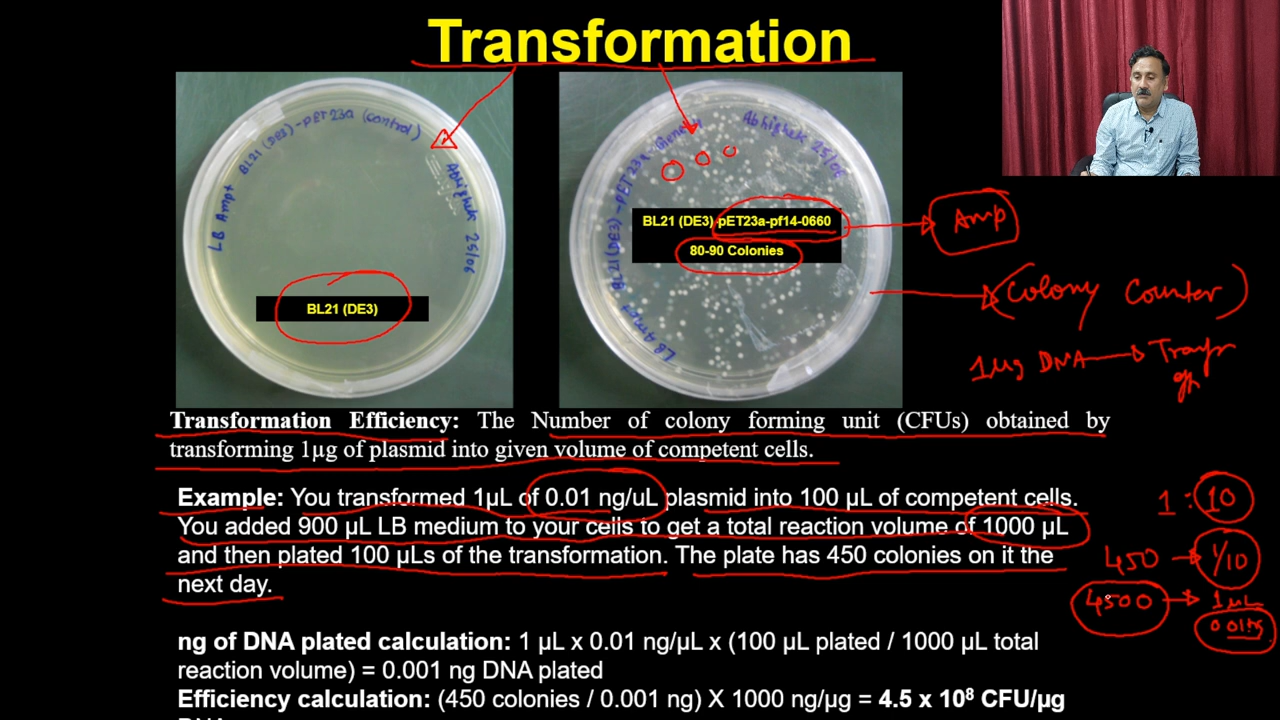 Transformation
BL21 (DE3)-PET23a (Control)
LB Amp+
Abhishek 25/06
BL21 (DE3)
Abhishek 25/06
BL21 (DE3)-PET23a-
BL21 (DE3)-pET23a-pf14-0660
80-90 Colonies
Amp
(Colony Counter)
1µg DNA
Transformation Efficiency: The Number of colony forming unit (CFUs) obtained by
transforming 1µg of plasmid into given volume of competent cells.
Example: You transformed 1µL of 0.01 ng/uL plasmid into 100 µL of competent cells.
You added 900 µL LB medium to your cells to get a total reaction volume of 1000 µL
and then plated 100 µLs of the transformation. The plate has 450 colonies on it the
next day.
1:10
450 → 1/10
4500 → 1µL
ng of DNA plated calculation: 1 µL x 0.01 ng/µL x (100 µL plated / 1000 µL total
reaction volume) = 0.001 ng DNA plated
Efficiency calculation: (450 colonies / 0.001 ng) X 1000 ng/µg = 4.5 x 10⁸ CFU/µg